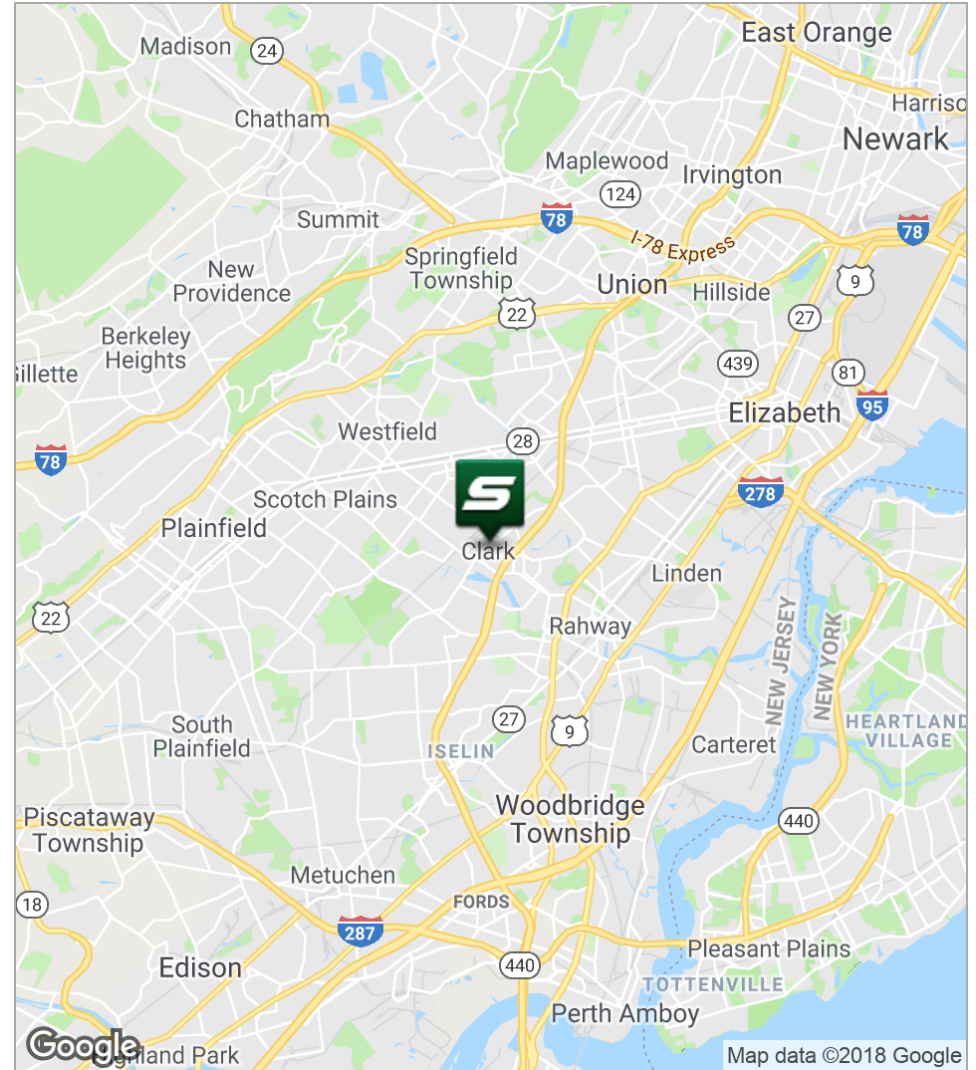 East Orange
Madison
24
Harriso
Chatham
Newark
Maplewood
Irvington
124
Summit
78
78
I-78 Express
Springfield
Township
New
Providence
Union
Hillside
9
22
27
Berkeley
Heights
439
81
illette
95
Elizabeth
Westfield
28
78
278
S
Scotch Plains
Plainfield
Clark
Linden
22
Rahway
NEW JERSEY
NEW YORK
27
9
South
Plainfield
ISELIN
Carteret
HEARTLAND
VILLAGE
Woodbridge
Township
Piscataway
Township
440
Metuchen
18
FORDS
287
Edison
440
Pleasant Plains
TOTTENVILLE
Perth Amboy
Google
Map data ©2018 Google
land Park